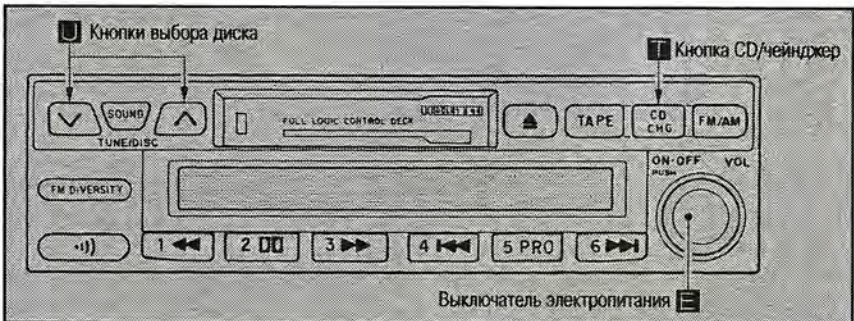 U Кнопки выбора диска
T Кнопка CD/чейнджер
SOUND
TUNE/DISC
FULL LOGIC CONTROL DECK
TAPE
CD CHG
FM/AM
ON·OFF VOL
PUSH
FM DIVERSITY
1 2 3 4 5 PRO 6
Выключатель электропитания E